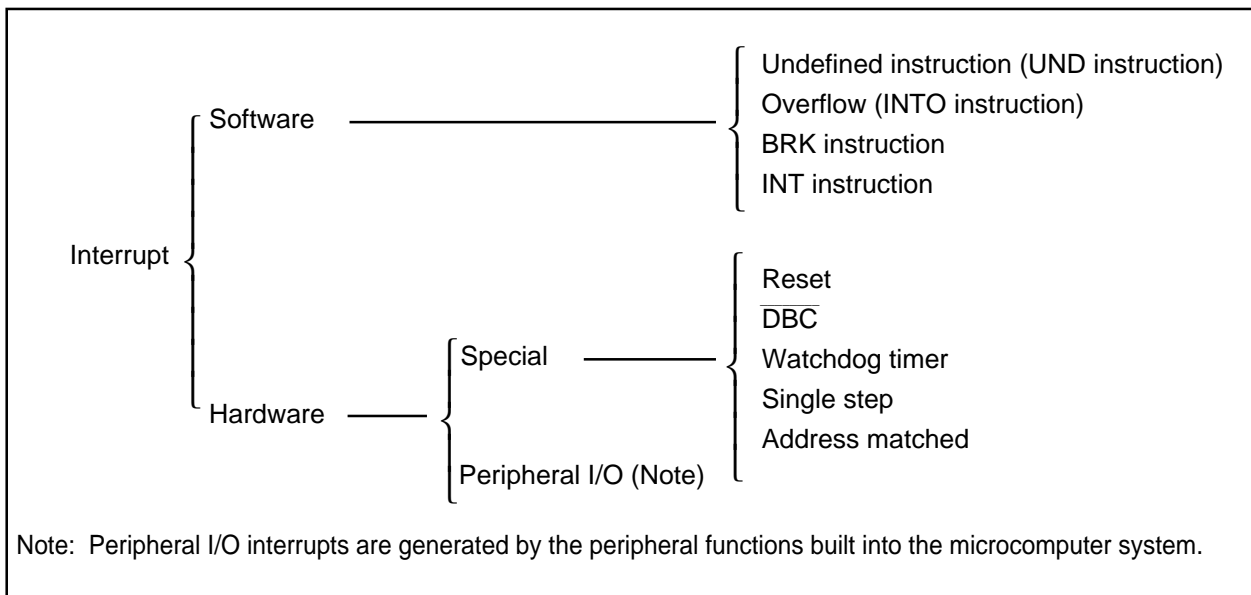 Interrupt
Software
Undefined instruction (UND instruction)
Overflow (INTO instruction)
BRK instruction
INT instruction
Hardware
Special
Reset
D̅B̅C̅
Watchdog timer
Single step
Address matched
Peripheral I/O (Note)
Note: Peripheral I/O interrupts are generated by the peripheral functions built into the microcomputer system.